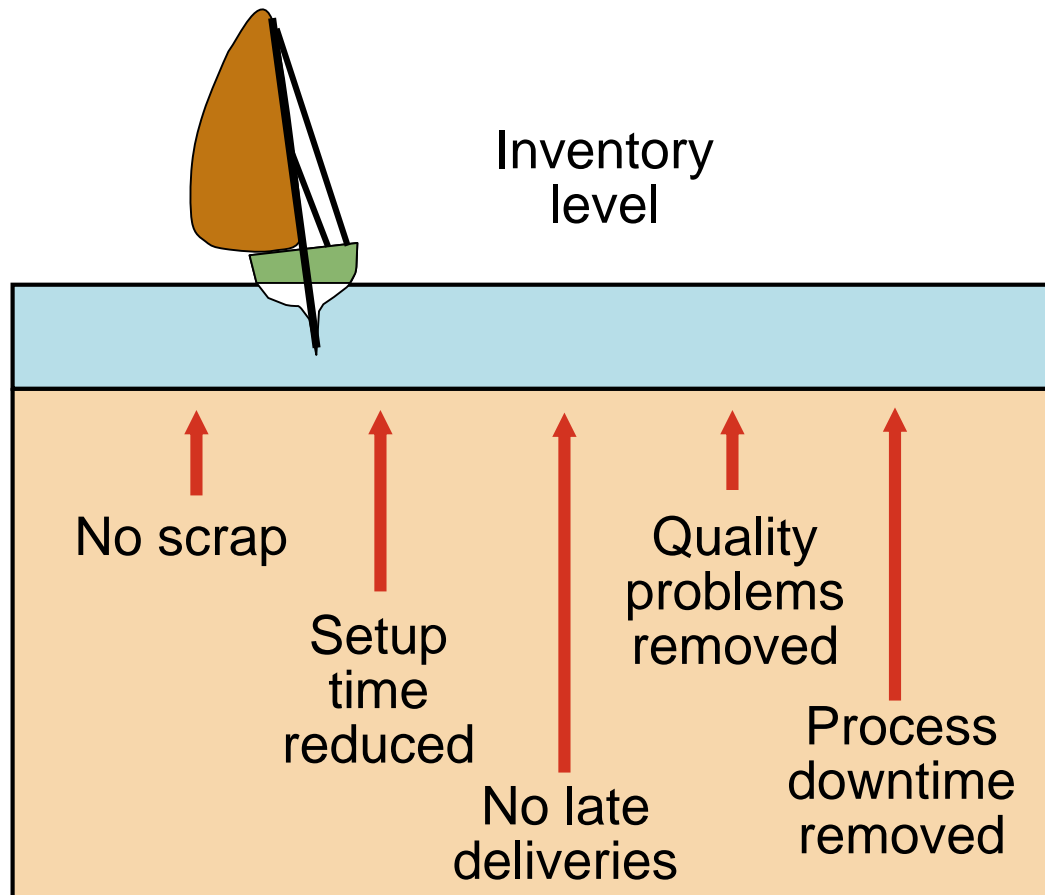 Inventory
level
No scrap
Setup
time
reduced
No late
deliveries
Quality
problems
removed
Process
downtime
removed